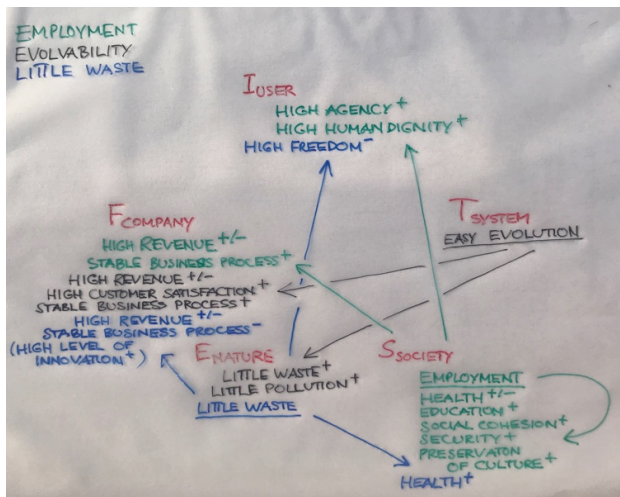 EMPLOYMENT
EVOLVABILITY
LITTLE WASTE
IUSER
HIGH AGENCY+
HIGH HUMAN DIGNITY+
HIGH FREEDOM-
FCOMPANY
HIGH REVENUE+/-
STABLE BUSINESS PROCESS+
HIGH REVENUE+/-
HIGH CUSTOMER SATISFACTION+
STABLE BUSINESS PROCESS+
HIGH REVENUE+/-
STABLE BUSINESS PROCESS-
(HIGH LEVEL OF
INNOVATION+)
TSYSTEM
EASY EVOLUTION
ENATURE
LITTLE WASTE+
LITTLE POLLUTION+
LITTLE WASTE
SSOCIETY
EMPLOYMENT
HEALTH+/-
EDUCATION+
SOCIAL COHESION+
SECURITY+
PRESERVATON
OF CULTURE+
HEALTH+